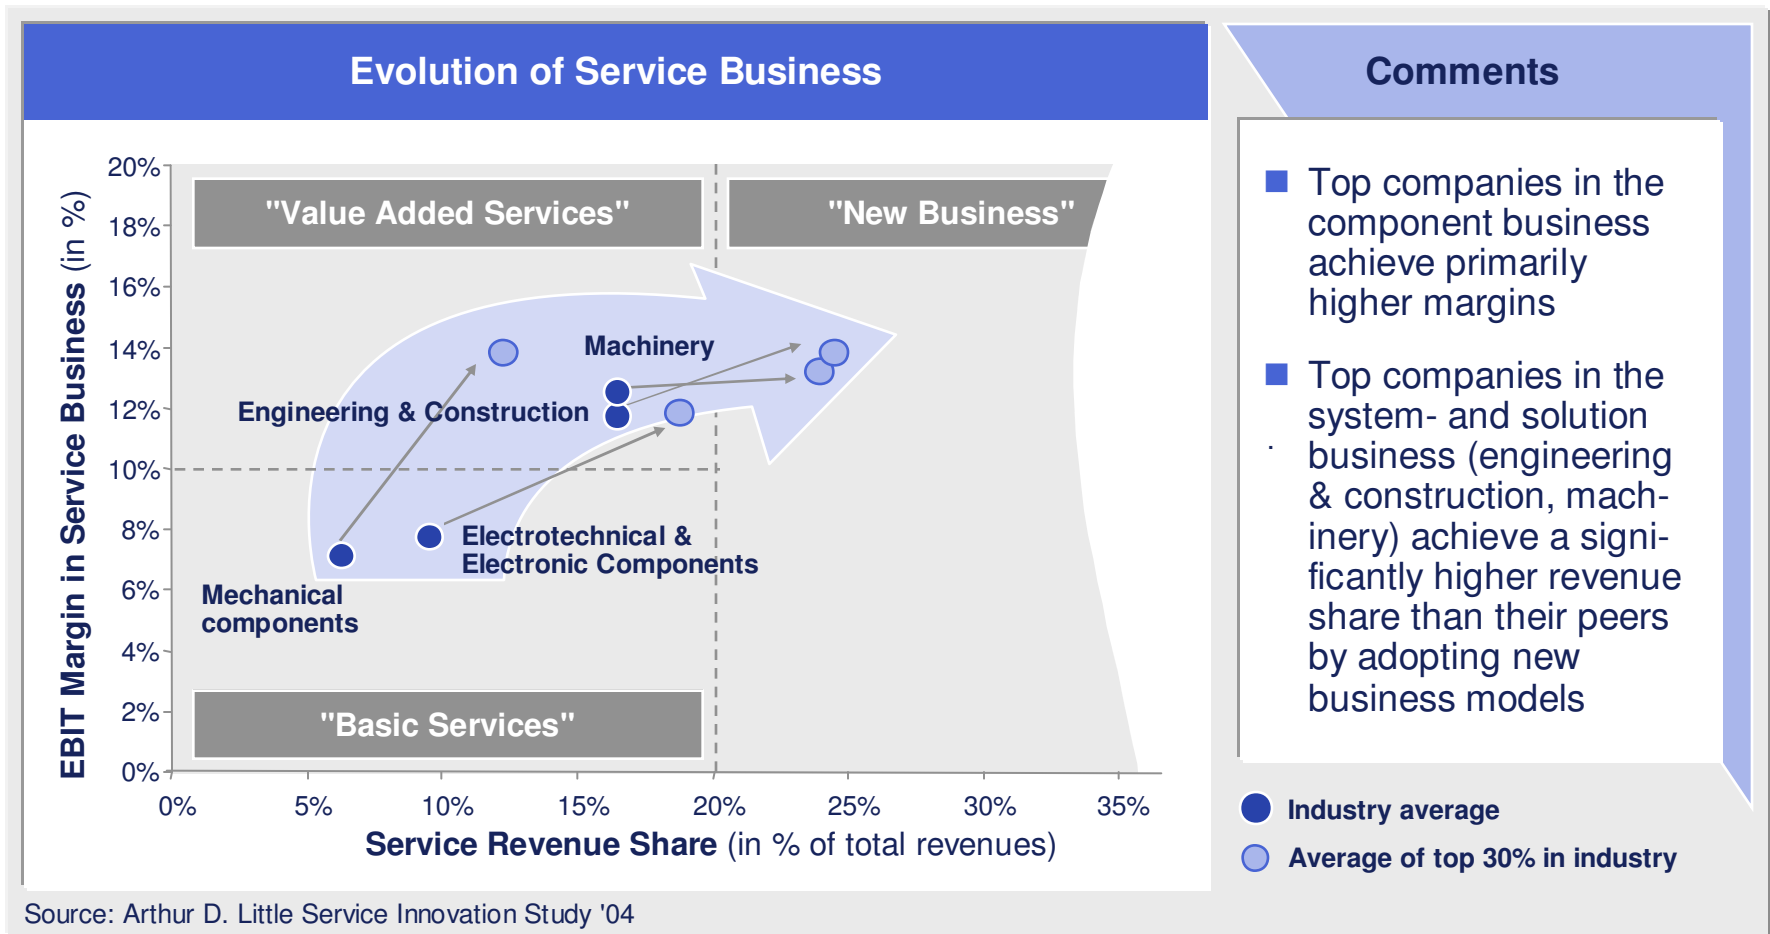 Evolution of Service Business
EBIT Margin in Service Business (in %)
20%
18%
16%
14%
12%
10%
8%
6%
4%
2%
0%
"Value Added Services"
"New Business"
Machinery
Engineering & Construction
Electrotechnical &
Electronic Components
Mechanical
components
"Basic Services"
0%
5%
10%
15%
20%
25%
30%
35%
Service Revenue Share (in % of total revenues)
Source: Arthur D. Little Service Innovation Study '04
Comments
Top companies in the
component business
achieve primarily
higher margins
Top companies in the
system- and solution
business (engineering
& construction, mach-
inery) achieve a signi-
ficantly higher revenue
share than their peers
by adopting new
business models
Industry average
Average of top 30% in industry